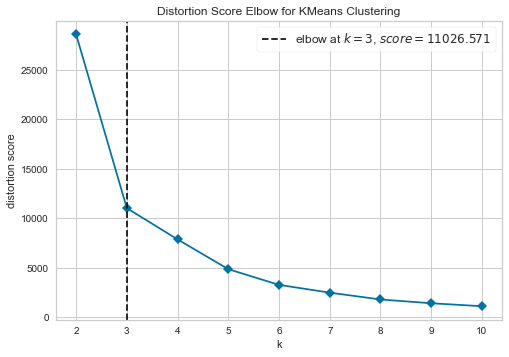 Distortion Score Elbow for KMeans Clustering
elbow at k = 3, score = 11026.571
distortion score
25000
20000
15000
10000
5000
0
2 3 4 5 6 7 8 9 10
k